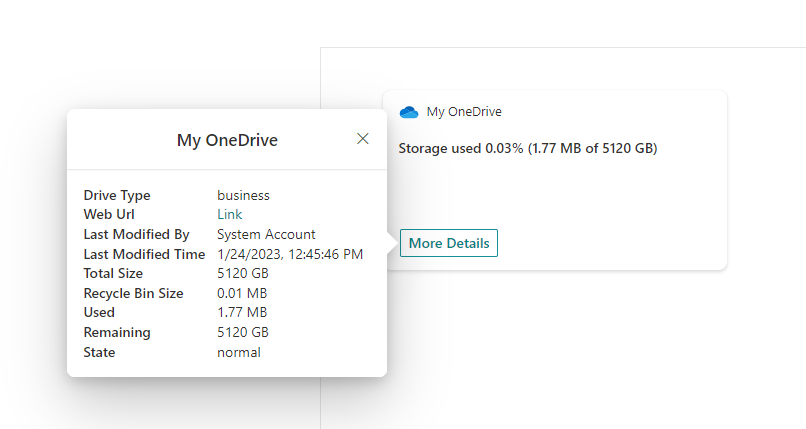 My OneDrive
Storage used 0.03% (1.77 MB of 5120 GB)
More Details
My OneDrive
Drive Type business
Web Url Link
Last Modified By System Account
Last Modified Time 1/24/2023, 12:45:46 PM
Total Size 5120 GB
Recycle Bin Size 0.01 MB
Used 1.77 MB
Remaining 5120 GB
State normal